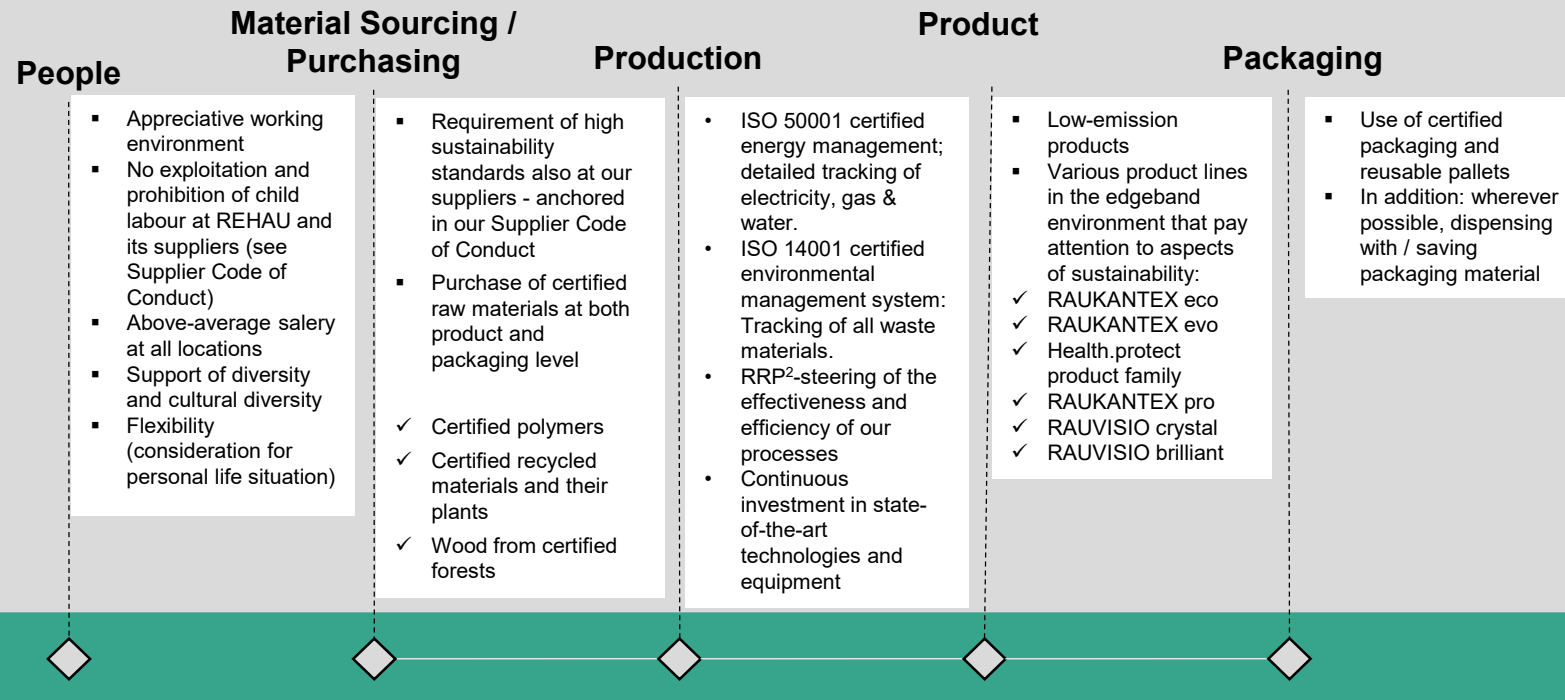 People
▪ Appreciative working
environment
▪ No exploitation and
prohibition of child
labour at REHAU and
its suppliers (see
Supplier Code of
Conduct)
▪ Above-average salery
at all locations
▪ Support of diversity
and cultural diversity
▪ Flexibility
(consideration for
personal life situation)
Material Sourcing /
Purchasing
▪ Requirement of high
sustainability
standards also at our
suppliers - anchored
in our Supplier Code
of Conduct
▪ Purchase of certified
raw materials at both
product and
packaging level
✓ Certified polymers
✓ Certified recycled
materials and their
plants
✓ Wood from certified
forests
Production
• ISO 50001 certified
energy management;
detailed tracking of
electricity, gas &
water.
• ISO 14001 certified
environmental
management system:
Tracking of all waste
materials.
• RRP²-steering of the
effectiveness and
efficiency of our
processes
• Continuous
investment in state-
of-the-art
technologies and
equipment
Product
▪ Low-emission
products
▪ Various product lines
in the edgeband
environment that pay
attention to aspects
of sustainability:
✓ RAUKANTEX eco
✓ RAUKANTEX evo
✓ Health.protect
product family
✓ RAUKANTEX pro
✓ RAUVISIO crystal
✓ RAUVISIO brilliant
Packaging
▪ Use of certified
packaging and
reusable pallets
▪ In addition: wherever
possible, dispensing
with / saving
packaging material